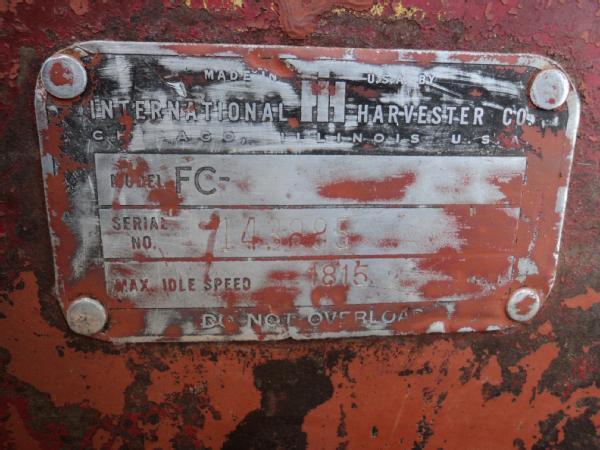 MADE IN U.S.A. BY
INTERNATIONAL IH HARVESTER CO.
CHICAGO, ILLINOIS U.S.A.
MODEL FC-
SERIAL NO.
MAX. IDLE SPEED 1815
DO NOT OVERLOAD